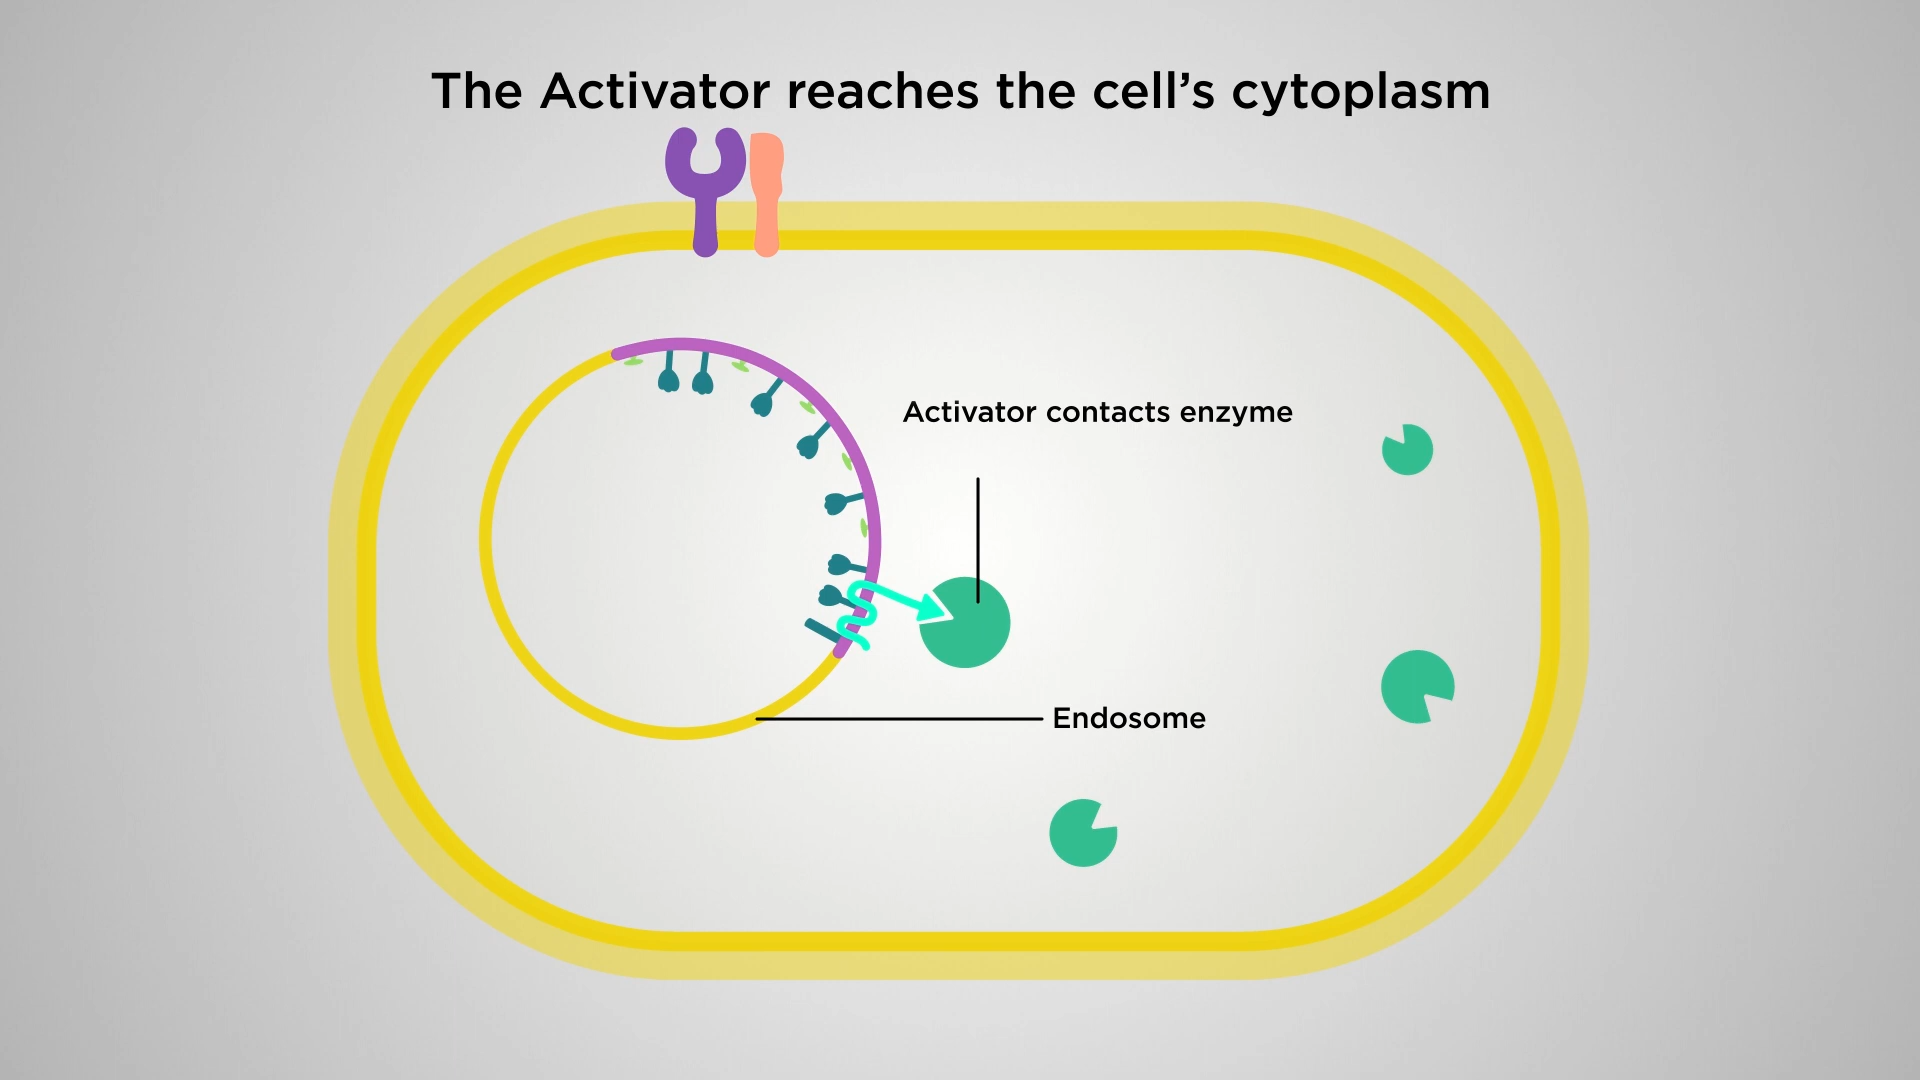 The Activator reaches the cell’s cytoplasm
Activator contacts enzyme
Endosome